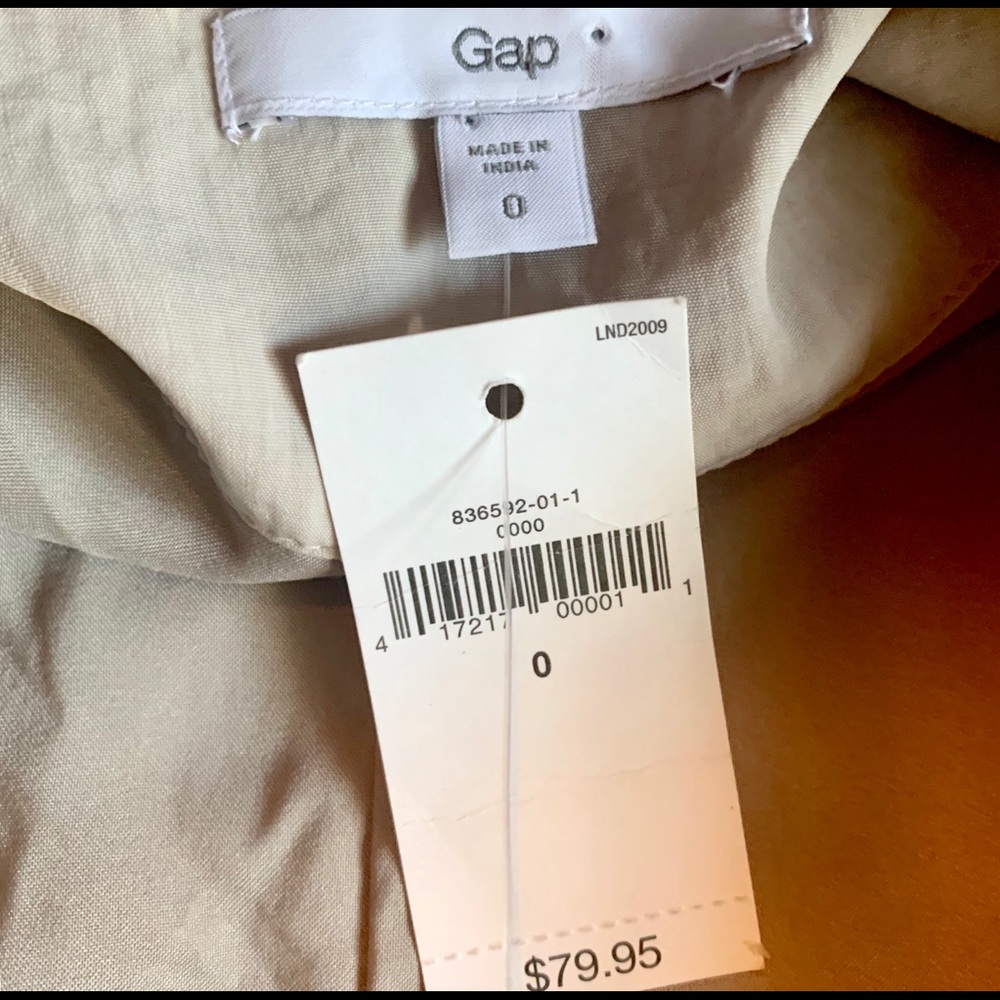 Gap
MADE IN
INDIA
0
LND2009
836592-01-1
0000
4 17217 00001 1
0
$79.95